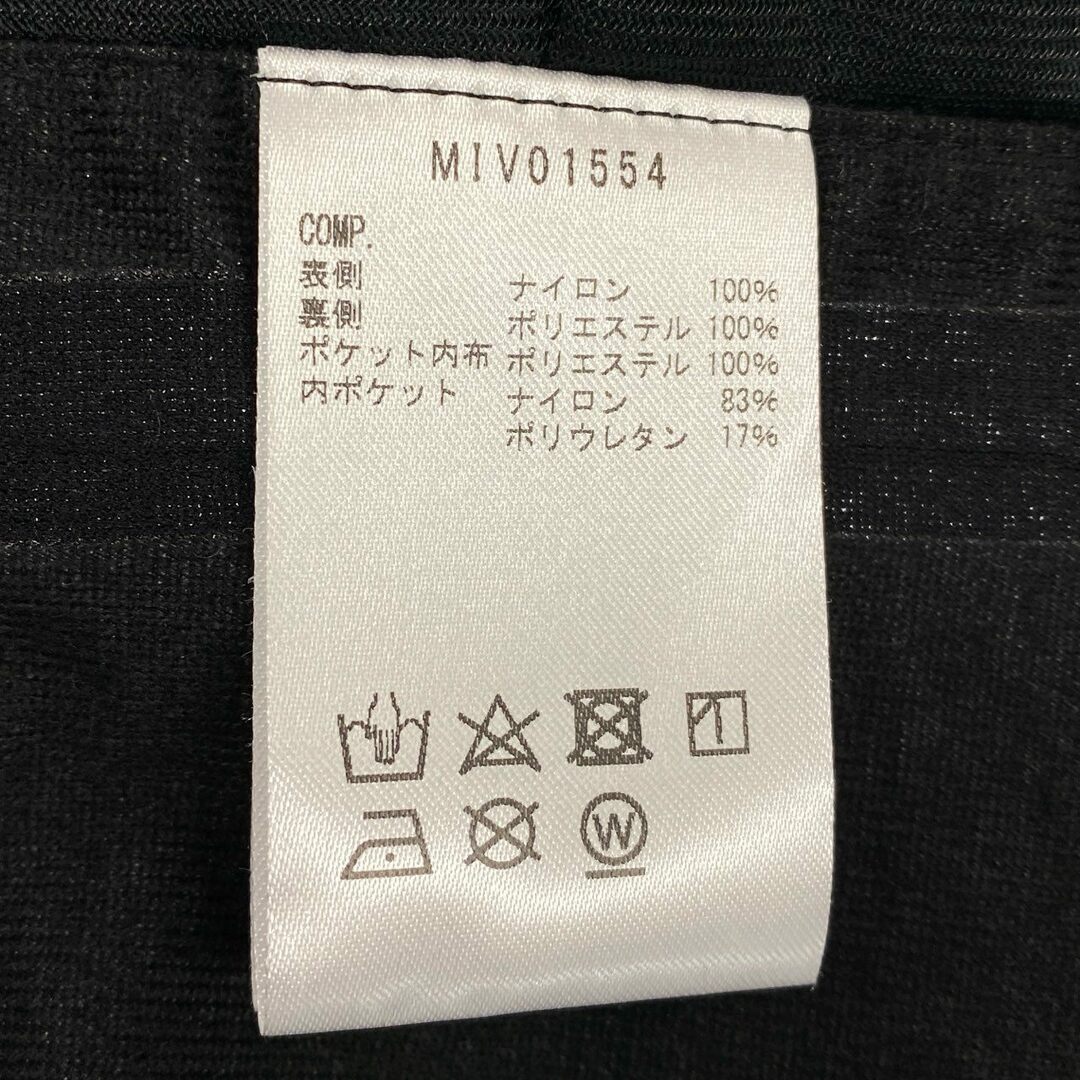 MIV01554
COMP.
表側 ナイロン 100%
裏側 ポリエステル 100%
ポケット内布 ポリエステル 100%
内ポケット ナイロン 83%
ポリウレタン 17%
W